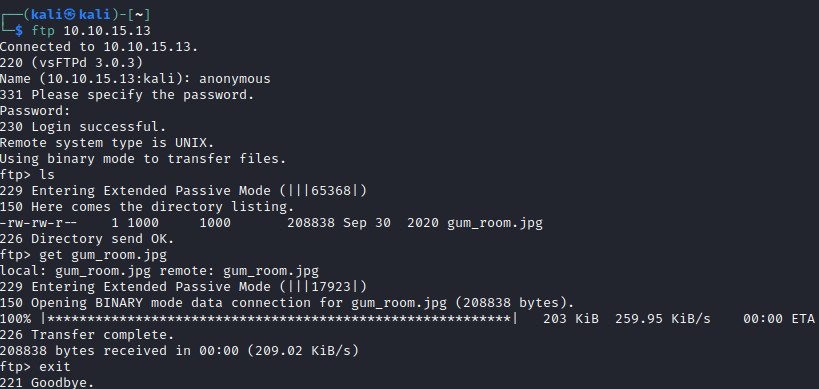 ┌──(kali㉿kali)-[~]
└─$ ftp 10.10.15.13
Connected to 10.10.15.13.
220 (vsFTPd 3.0.3)
Name (10.10.15.13:kali): anonymous
331 Please specify the password.
Password:
230 Login successful.
Remote system type is UNIX.
Using binary mode to transfer files.
ftp> ls
229 Entering Extended Passive Mode (|||65368|)
150 Here comes the directory listing.
-rw-rw-r--    1 1000     1000       208838 Sep 30  2020 gum_room.jpg
226 Directory send OK.
ftp> get gum_room.jpg
local: gum_room.jpg remote: gum_room.jpg
229 Entering Extended Passive Mode (|||17923|)
150 Opening BINARY mode data connection for gum_room.jpg (208838 bytes).
100% |***********************************************************|   203 KiB  259.95 KiB/s    00:00 ETA
226 Transfer complete.
208838 bytes received in 00:00 (209.02 KiB/s)
ftp> exit
221 Goodbye.